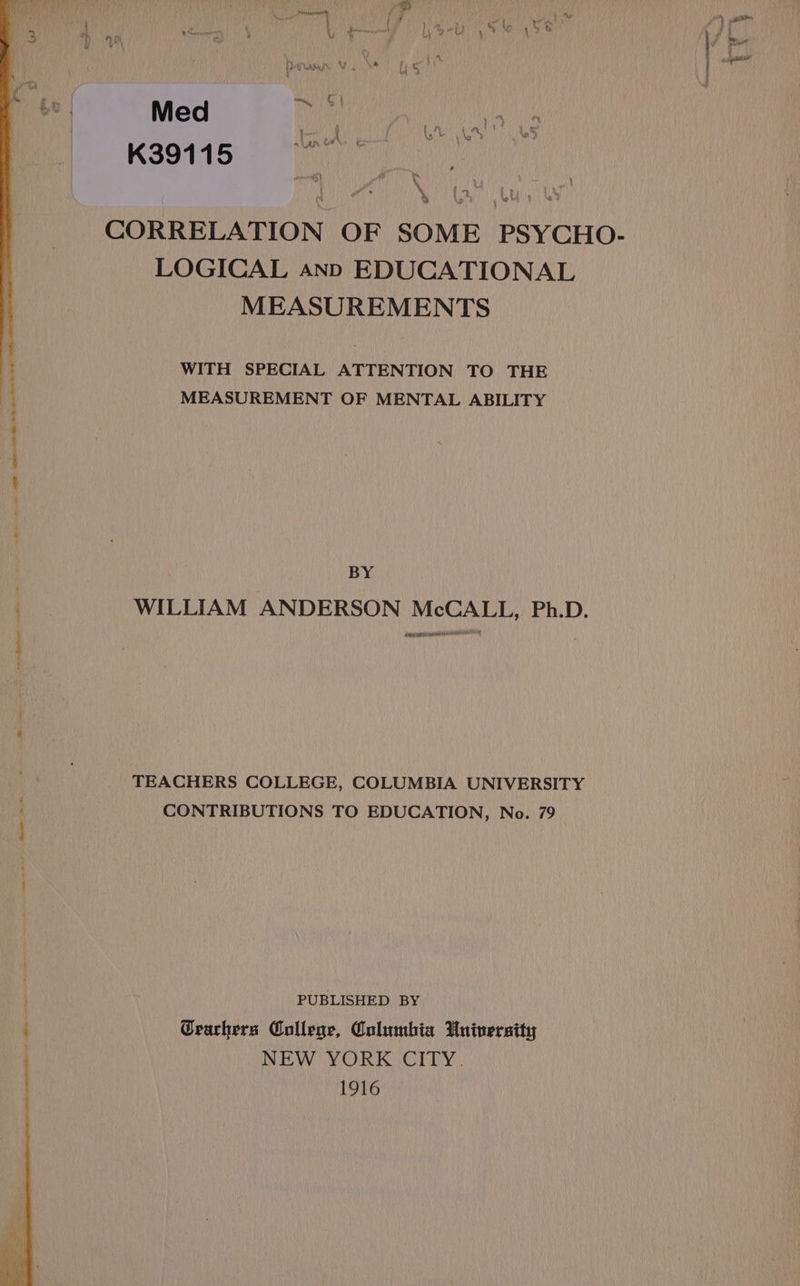 Med
K39115
CORRELATION OF SOME PSYCHO-
LOGICAL AND EDUCATIONAL
MEASUREMENTS
WITH SPECIAL ATTENTION TO THE
MEASUREMENT OF MENTAL ABILITY
BY
WILLIAM ANDERSON McCALL, Ph.D.
TEACHERS COLLEGE, COLUMBIA UNIVERSITY
CONTRIBUTIONS TO EDUCATION, No. 79
PUBLISHED BY
Teachers College, Columbia University
NEW YORK CITY.
1916